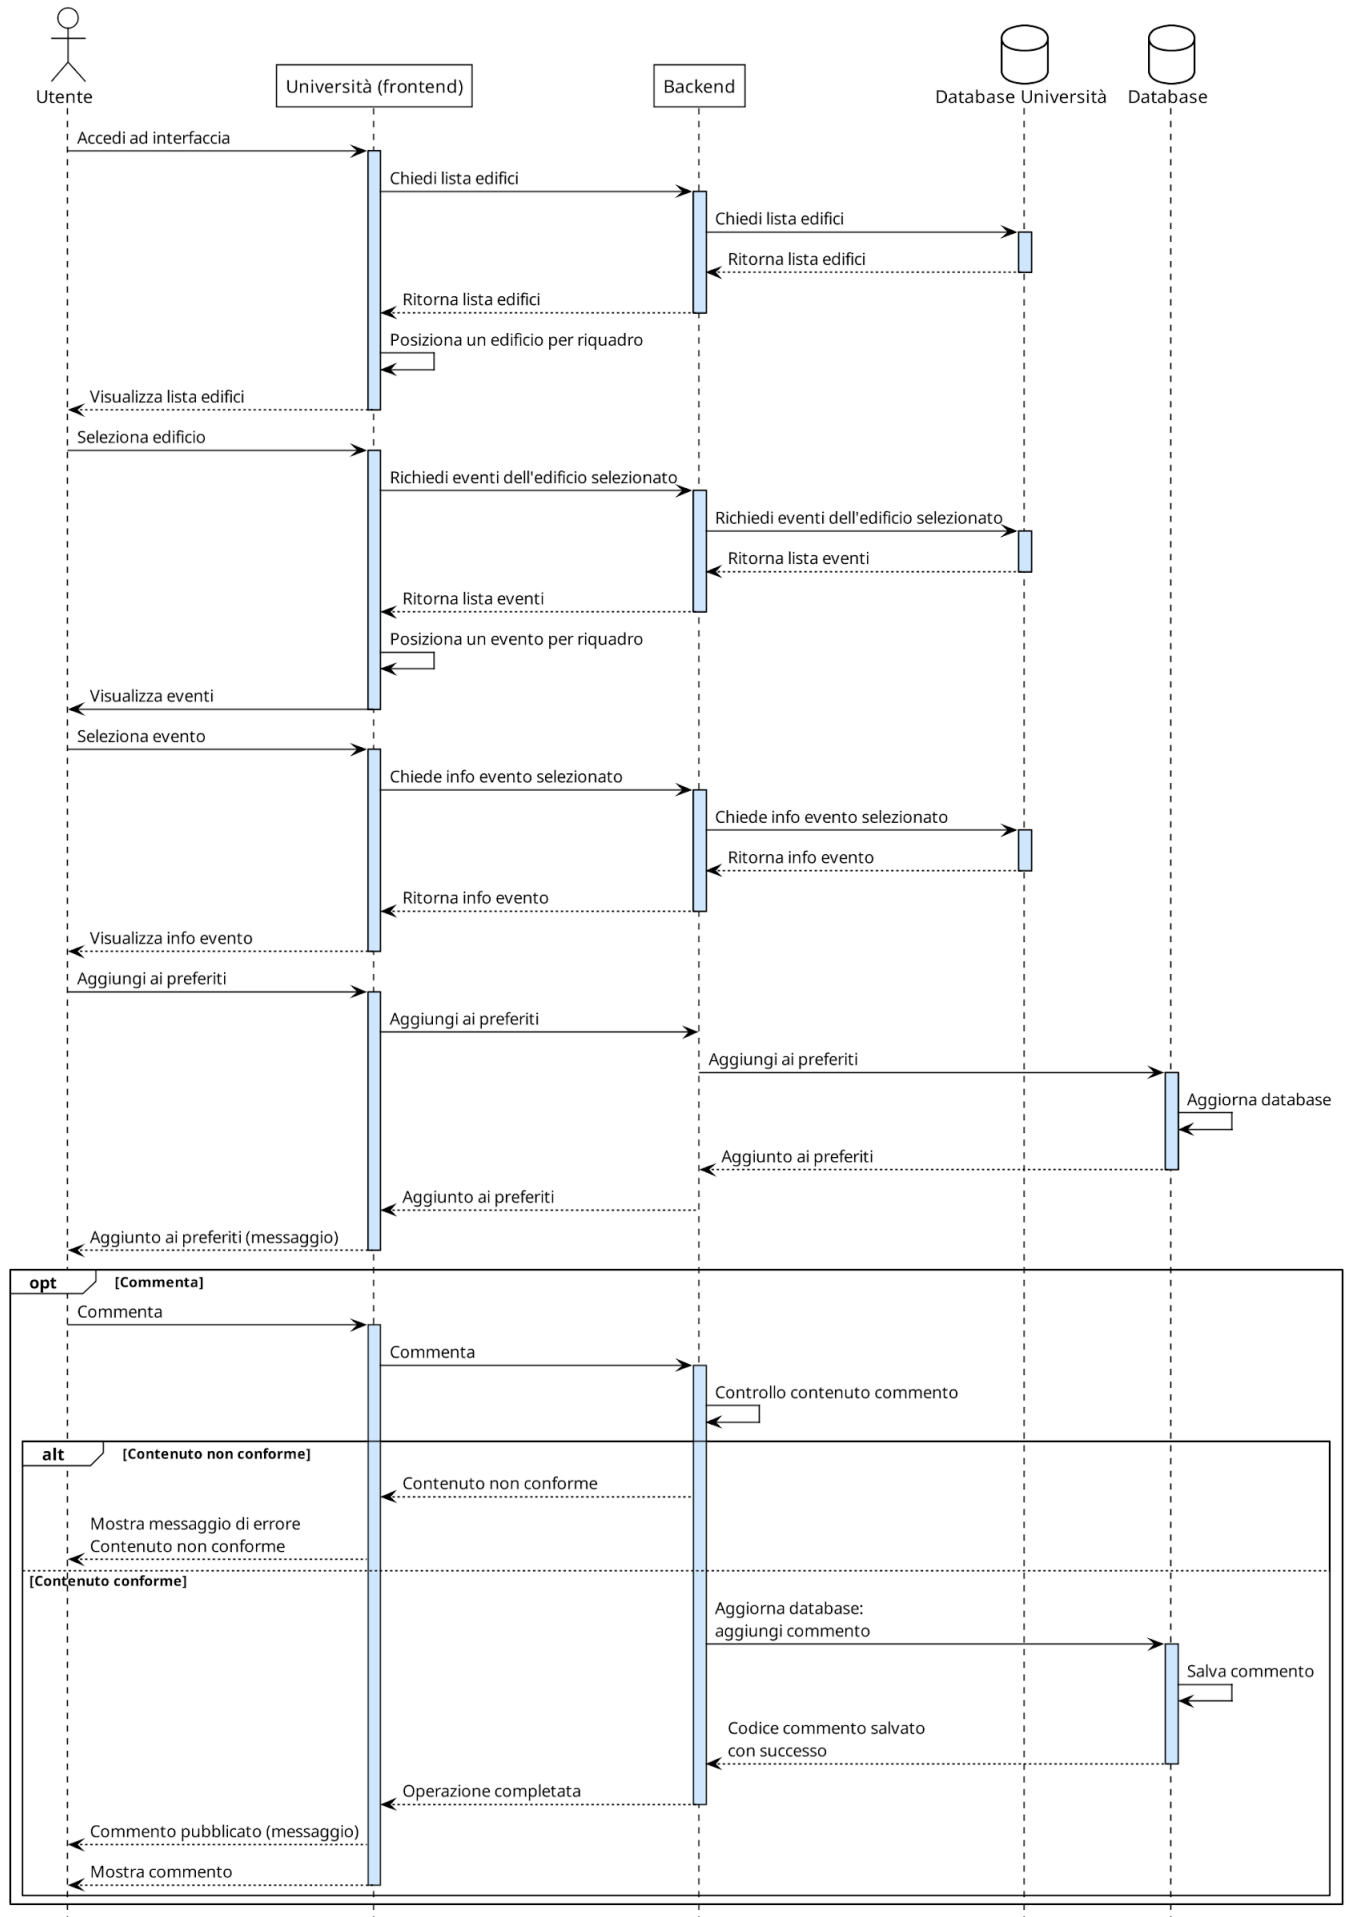 Utente
Università (frontend)
Backend
Database Università
Database
Accedi ad interfaccia
Chiedi lista edifici
Chiedi lista edifici
Ritorna lista edifici
Ritorna lista edifici
Posiziona un edificio per riquadro
Visualizza lista edifici
Seleziona edificio
Richiedi eventi dell'edificio selezionato
Richiedi eventi dell'edificio selezionato
Ritorna lista eventi
Ritorna lista eventi
Posiziona un evento per riquadro
Visualizza eventi
Seleziona evento
Chiede info evento selezionato
Chiede info evento selezionato
Ritorna info evento
Ritorna info evento
Visualizza info evento
Aggiungi ai preferiti
Aggiungi ai preferiti
Aggiungi ai preferiti
Aggiorna database
Aggiunto ai preferiti
Aggiunto ai preferiti
Aggiunto ai preferiti (messaggio)
opt [Commenta]
Commenta
Commenta
Controllo contenuto commento
alt [Contenuto non conforme]
Contenuto non conforme
Mostra messaggio di errore
Contenuto non conforme
[Contenuto conforme]
Aggiorna database:
aggiungi commento
Salva commento
Codice commento salvato
con successo
Operazione completata
Commento pubblicato (messaggio)
Mostra commento